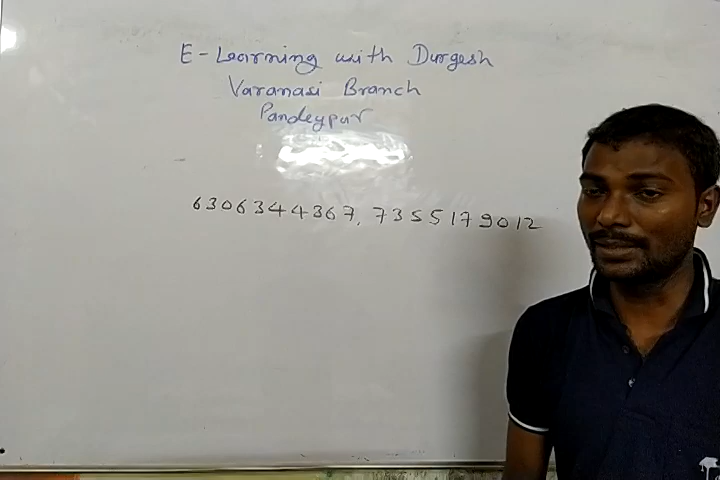 E-Learning with Durgesh
Varanasi Branch
Pandeypur
6306344367, 7355179012